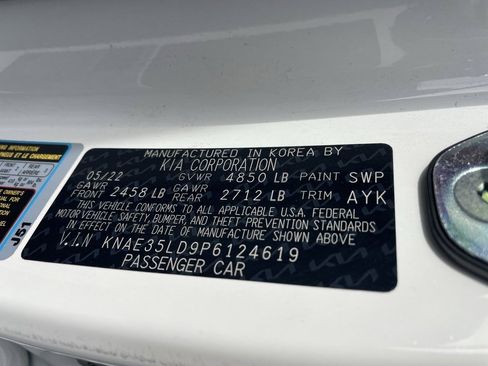 MANUFACTURED IN KOREA BY
KIA CORPORATION
05/22 GVWR 4850 LB PAINT SWP
GAWR FRONT 2458 LB GAWR REAR 2712 LB TRIM AYK
THIS VEHICLE CONFORMS TO ALL APPLICABLE U.S.A. FEDERAL
MOTOR VEHICLE SAFETY, BUMPER, AND THEFT PREVENTION STANDARDS
IN EFFECT ON THE DATE OF MANUFACTURE SHOWN ABOVE
V.I.N KNAE35LD9P6124619
PASSENGER CAR
J51